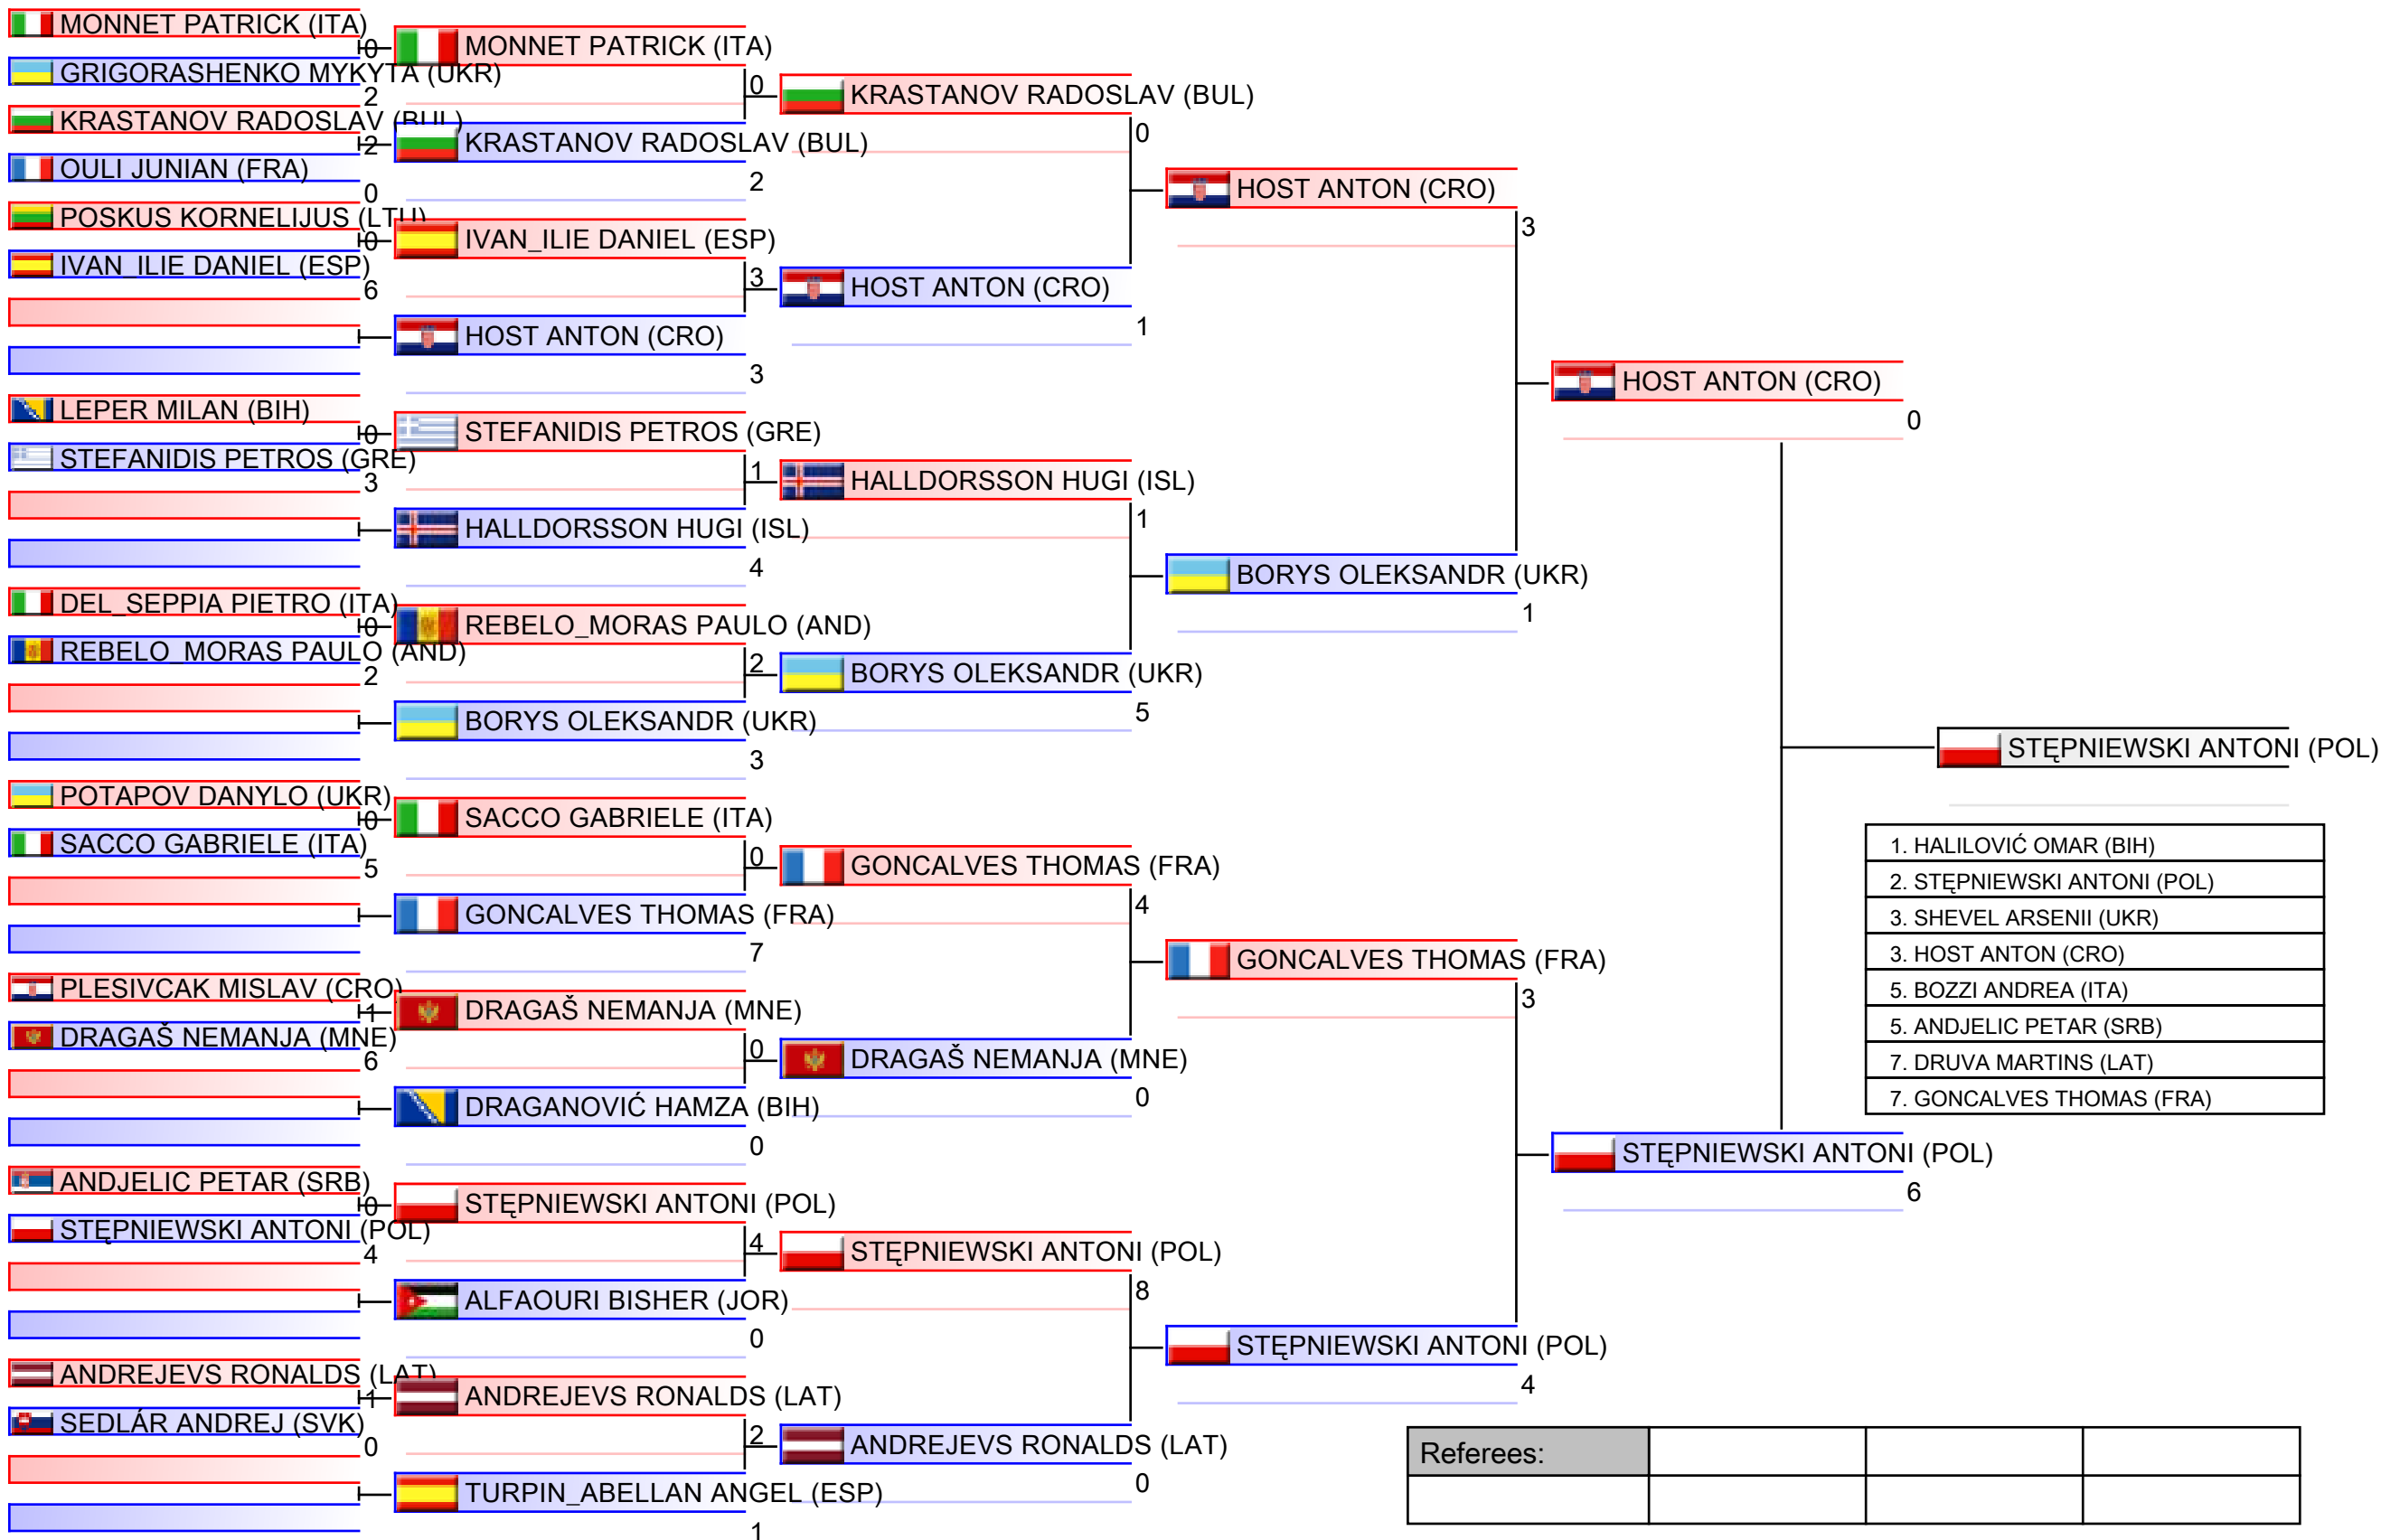 MONNET PATRICK (ITA)
0
GRIGORASHENKO MYKYTA (UKR)
2
KRASTANOV RADOSLAV (BUL)
2
OULI JUNIAN (FRA)
0
POSKUS KORNELIJUS (LTU)
0
IVAN_ILIE DANIEL (ESP)
6
LEPER MILAN (BIH)
0
STEFANIDIS PETROS (GRE)
3
DEL_SEPPIA PIETRO (ITA)
0
REBELO_MORAS PAULO (AND)
2
POTAPOV DANYLO (UKR)
0
SACCO GABRIELE (ITA)
5
PLESIVCAK MISLAV (CRO)
1
DRAGAŠ NEMANJA (MNE)
6
ANDJELIC PETAR (SRB)
0
STĘPNIEWSKI ANTONI (POL)
4
ANDREJEVS RONALDS (LAT)
1
SEDLÁR ANDREJ (SVK)
0
MONNET PATRICK (ITA)
0
KRASTANOV RADOSLAV (BUL)
2
IVAN_ILIE DANIEL (ESP)
3
HOST ANTON (CRO)
3
STEFANIDIS PETROS (GRE)
1
HALLDORSSON HUGI (ISL)
4
REBELO_MORAS PAULO (AND)
2
BORYS OLEKSANDR (UKR)
3
SACCO GABRIELE (ITA)
0
GONCALVES THOMAS (FRA)
7
DRAGAŠ NEMANJA (MNE)
0
DRAGANOVIĆ HAMZA (BIH)
0
STĘPNIEWSKI ANTONI (POL)
4
ALFAOURI BISHER (JOR)
0
ANDREJEVS RONALDS (LAT)
2
TURPIN_ABELLAN ANGEL (ESP)
1
KRASTANOV RADOSLAV (BUL)
0
HOST ANTON (CRO)
1
HALLDORSSON HUGI (ISL)
1
BORYS OLEKSANDR (UKR)
5
GONCALVES THOMAS (FRA)
4
DRAGAŠ NEMANJA (MNE)
0
STĘPNIEWSKI ANTONI (POL)
8
ANDREJEVS RONALDS (LAT)
0
HOST ANTON (CRO)
3
BORYS OLEKSANDR (UKR)
1
GONCALVES THOMAS (FRA)
3
STĘPNIEWSKI ANTONI (POL)
4
HOST ANTON (CRO)
0
STĘPNIEWSKI ANTONI (POL)
6
STĘPNIEWSKI ANTONI (POL)
1. HALILOVIĆ OMAR (BIH)
2. STĘPNIEWSKI ANTONI (POL)
3. SHEVEL ARSENII (UKR)
3. HOST ANTON (CRO)
5. BOZZI ANDREA (ITA)
5. ANDJELIC PETAR (SRB)
7. DRUVA MARTINS (LAT)
7. GONCALVES THOMAS (FRA)
Referees: